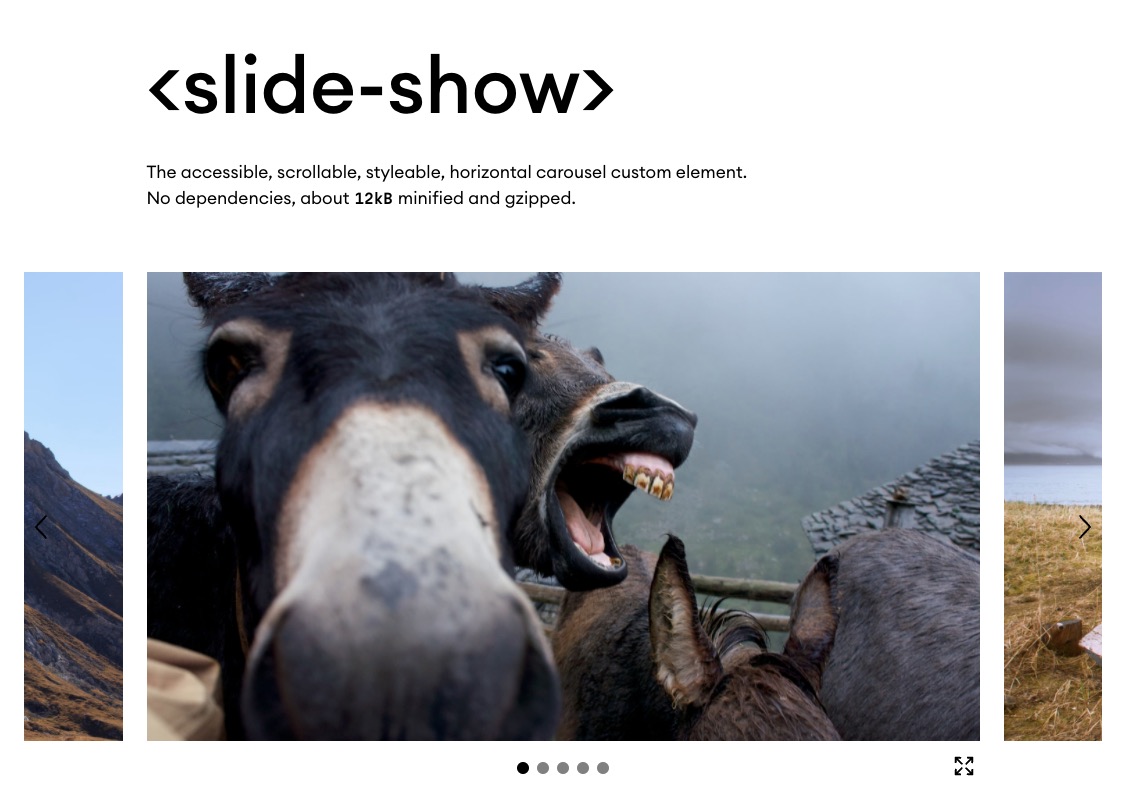 <slide-show>
The accessible, scrollable, styleable, horizontal carousel custom element.
No dependencies, about 12kB minified and gzipped.